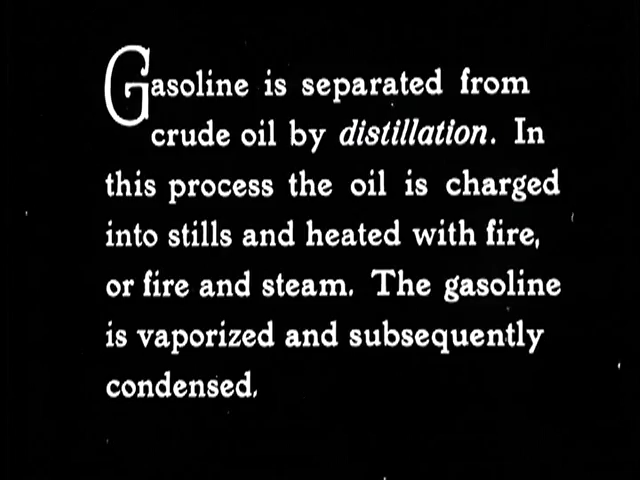 Gasoline is separated from
crude oil by distillation. In
this process the oil is charged
into stills and heated with fire,
or fire and steam. The gasoline
is vaporized and subsequently
condensed.